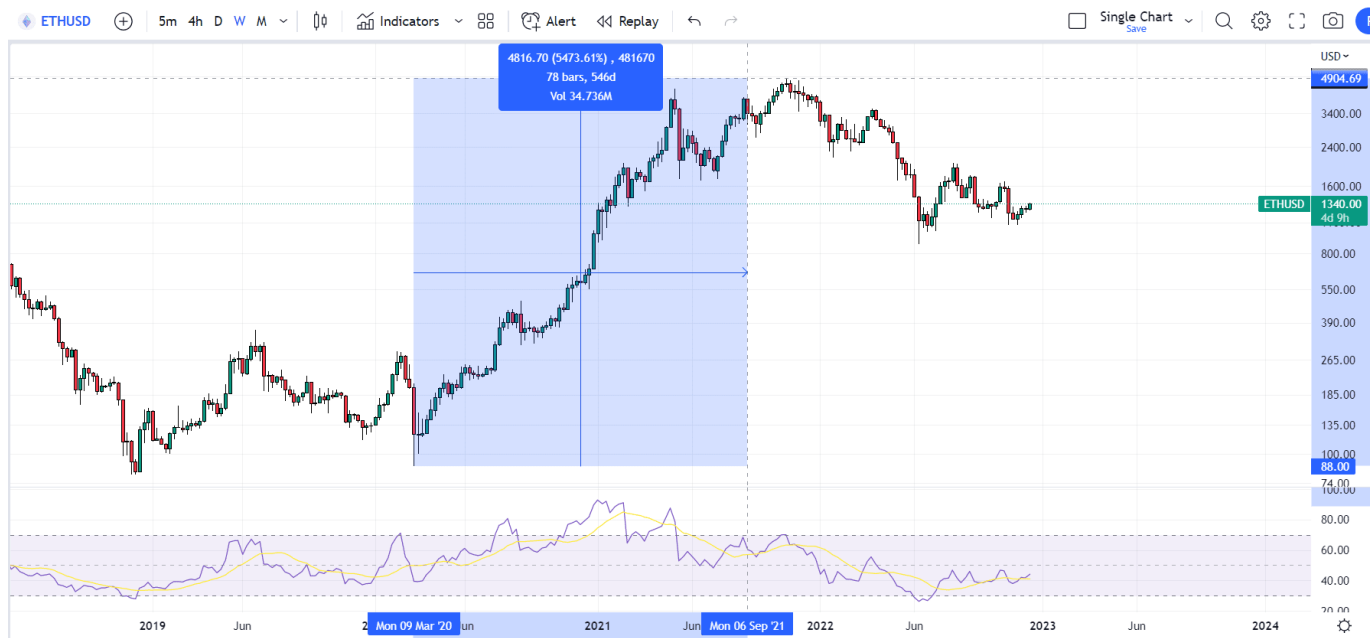 ETHUSD 5m 4h D W M Indicators Alert Replay Single Chart
Save
USD
4816.70 (5473.61%) , 481670
78 bars, 546d
Vol 34.736M
4904.69
3400.00
2400.00
1600.00
ETHUSD 1340.00
4d 9h
800.00
550.00
390.00
265.00
185.00
135.00
100.00
88.00
74.00
100.00
80.00
60.00
40.00
20.00
2019 Jun Mon 09 Mar '20 2021 Jun Mon 06 Sep '21 2022 Jun 2023 Jun 2024